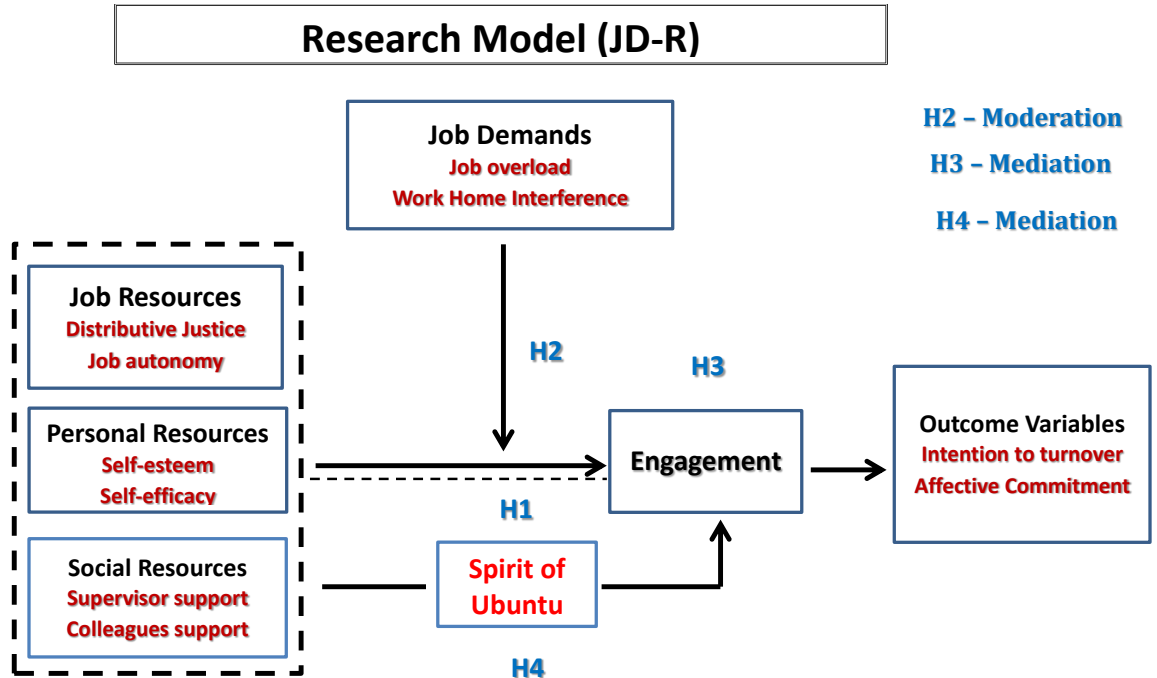 Research Model (JD-R)
Job Demands
Job overload
Work Home Interference
H2 – Moderation
H3 – Mediation
H4 – Mediation
Job Resources
Distributive Justice
Job autonomy
Personal Resources
Self-esteem
Self-efficacy
Social Resources
Supervisor support
Colleagues support
H2
H1
Spirit of
Ubuntu
H4
H3
Engagement
Outcome Variables
Intention to turnover
Affective Commitment